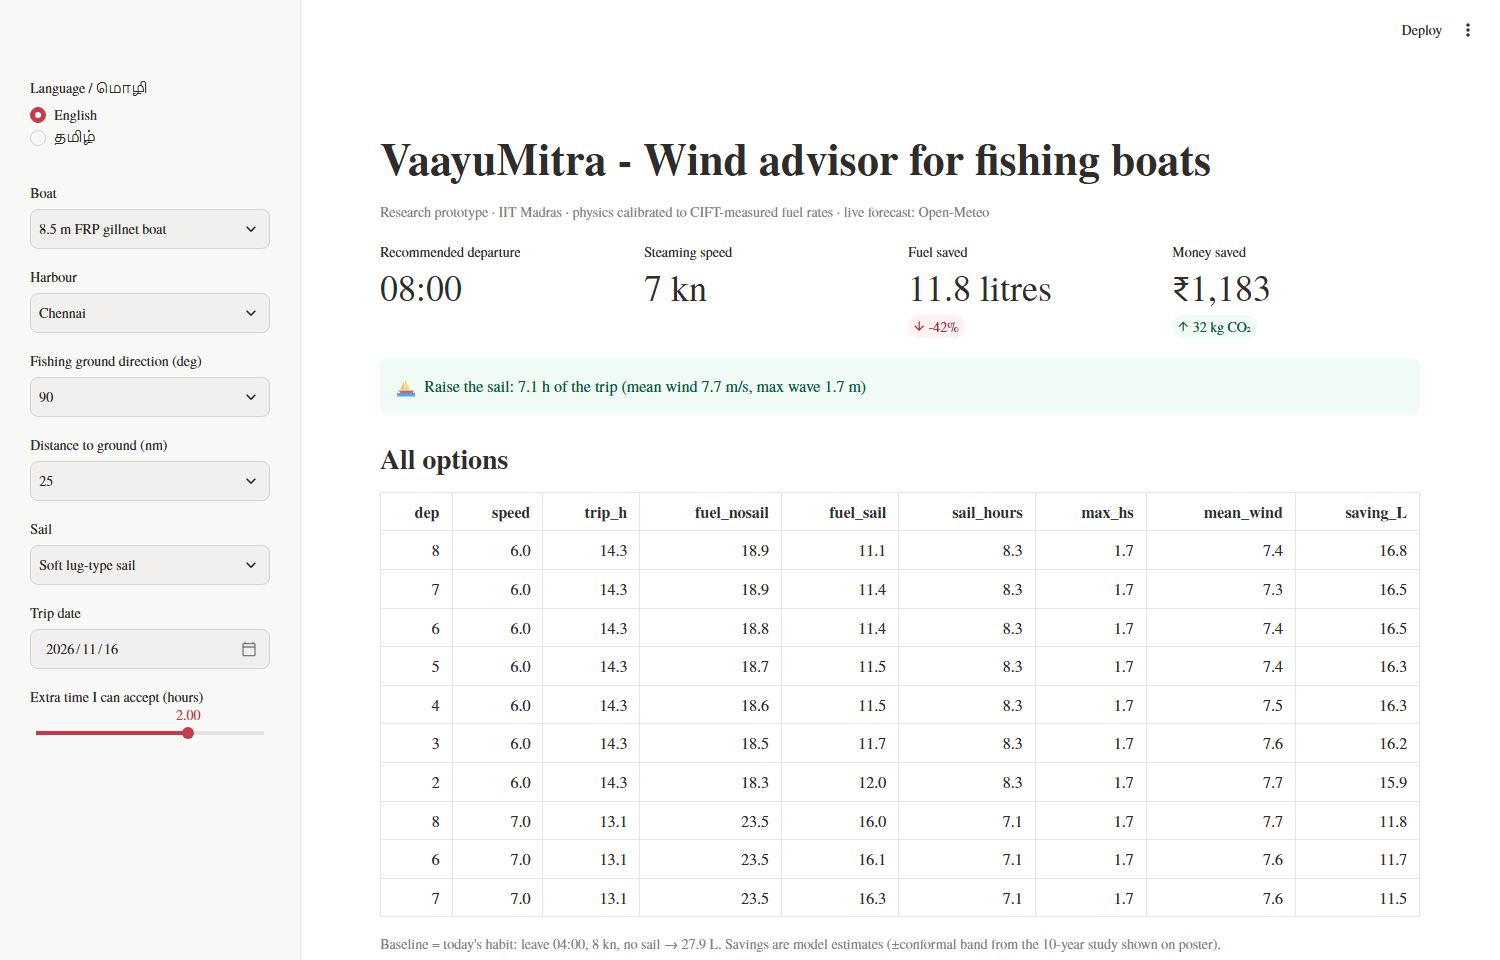 Deploy
Language / மொழி
English
தமிழ்
Boat
8.5 m FRP gillnet boat
Harbour
Chennai
Fishing ground direction (deg)
90
Distance to ground (nm)
25
Sail
Soft lug-type sail
Trip date
2026/11/16
Extra time I can accept (hours)
2.00
VaayuMitra - Wind advisor for fishing boats
Research prototype · IIT Madras · physics calibrated to CIFT-measured fuel rates · live forecast: Open-Meteo
Recommended departure Steaming speed Fuel saved Money saved
08:00 7 kn 11.8 litres ₹1,183
↓ -42% ↑ 32 kg CO₂
Raise the sail: 7.1 h of the trip (mean wind 7.7 m/s, max wave 1.7 m)
All options
dep speed trip_h fuel_nosail fuel_sail sail_hours max_hs mean_wind saving_L
8 6.0 14.3 18.9 11.1 8.3 1.7 7.4 16.8
7 6.0 14.3 18.9 11.4 8.3 1.7 7.3 16.5
6 6.0 14.3 18.8 11.4 8.3 1.7 7.4 16.5
5 6.0 14.3 18.7 11.5 8.3 1.7 7.4 16.3
4 6.0 14.3 18.6 11.5 8.3 1.7 7.5 16.3
3 6.0 14.3 18.5 11.7 8.3 1.7 7.6 16.2
2 6.0 14.3 18.3 12.0 8.3 1.7 7.7 15.9
8 7.0 13.1 23.5 16.0 7.1 1.7 7.7 11.8
6 7.0 13.1 23.5 16.1 7.1 1.7 7.6 11.7
7 7.0 13.1 23.5 16.3 7.1 1.7 7.6 11.5
Baseline = today's habit: leave 04:00, 8 kn, no sail → 27.9 L. Savings are model estimates (±conformal band from the 10-year study shown on poster).